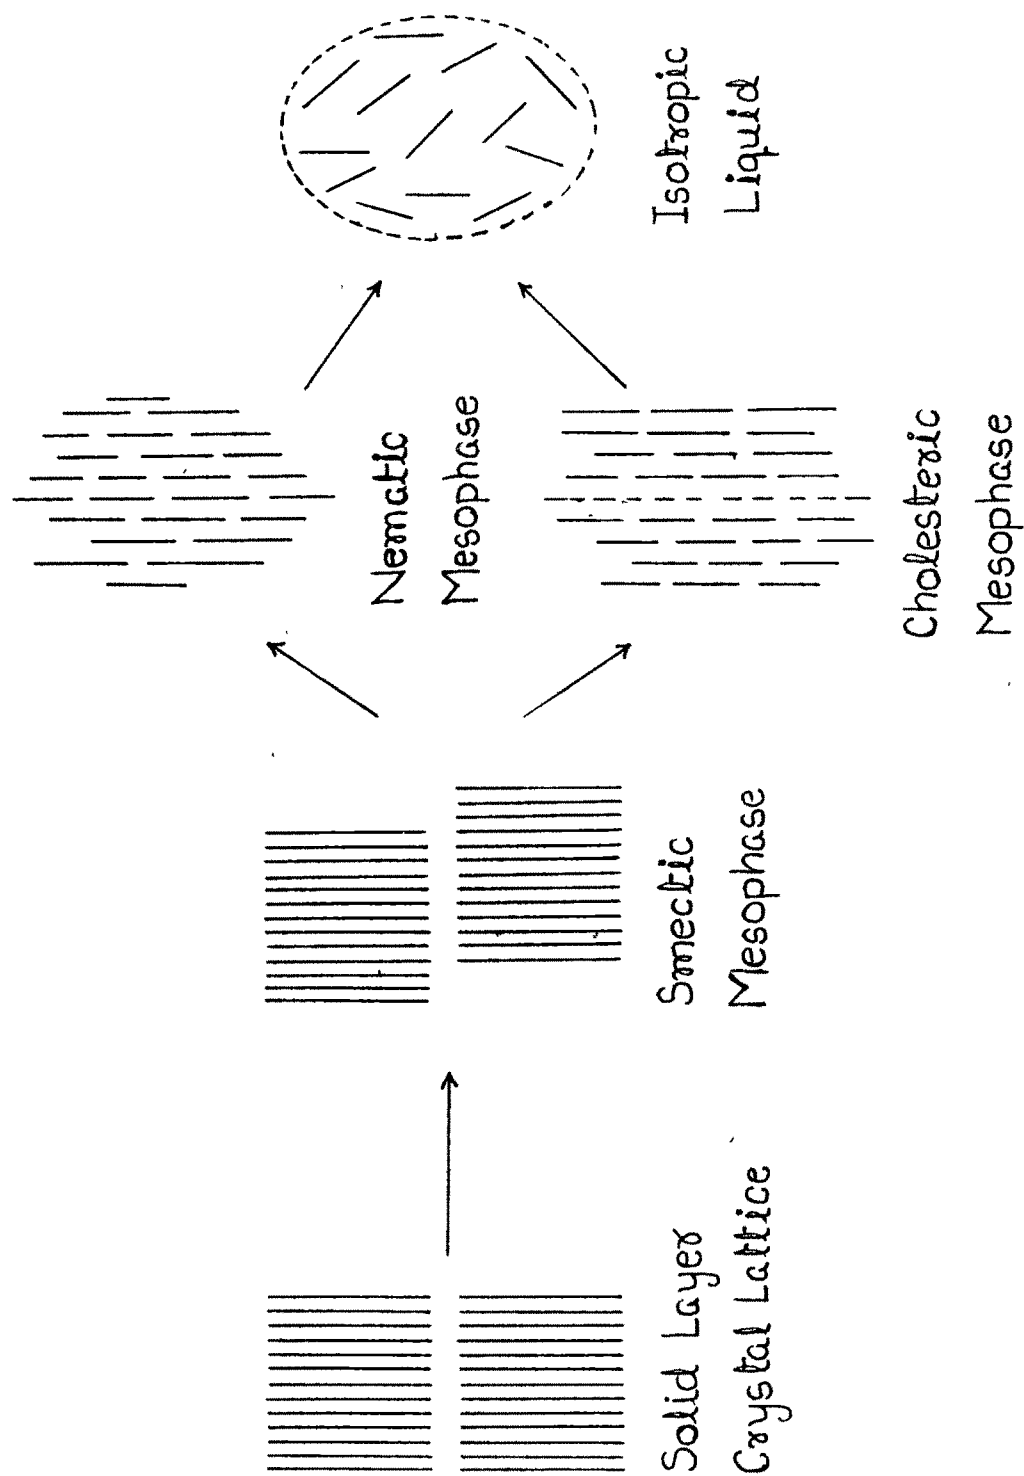 Solid Layer
Crystal Lattice
Smectic
Mesophase
Nematic
Mesophase
Cholesteric
Mesophase
Isotropic
Liquid